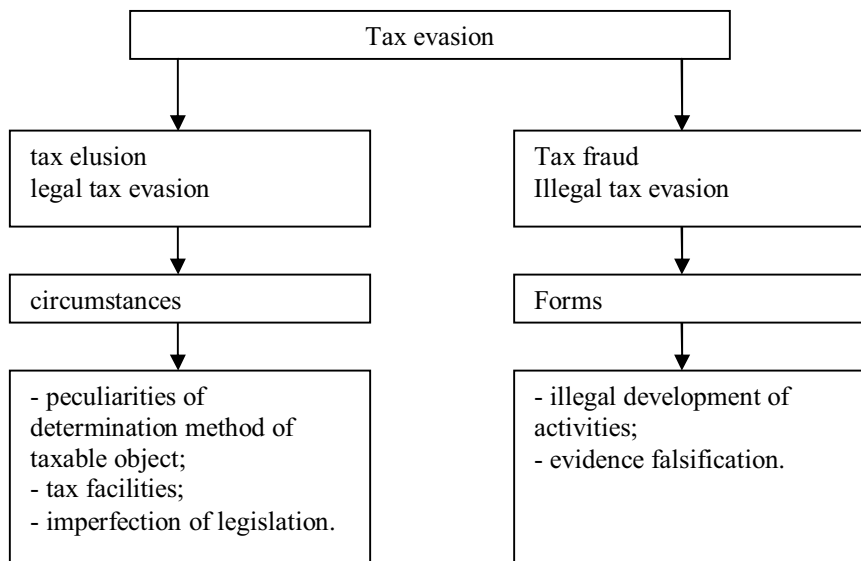 Tax evasion
tax elusion
legal tax evasion
Tax fraud
Illegal tax evasion
circumstances
Forms
- peculiarities of
determination method of
taxable object;
- tax facilities;
- imperfection of legislation.
- illegal development of
activities;
- evidence falsification.